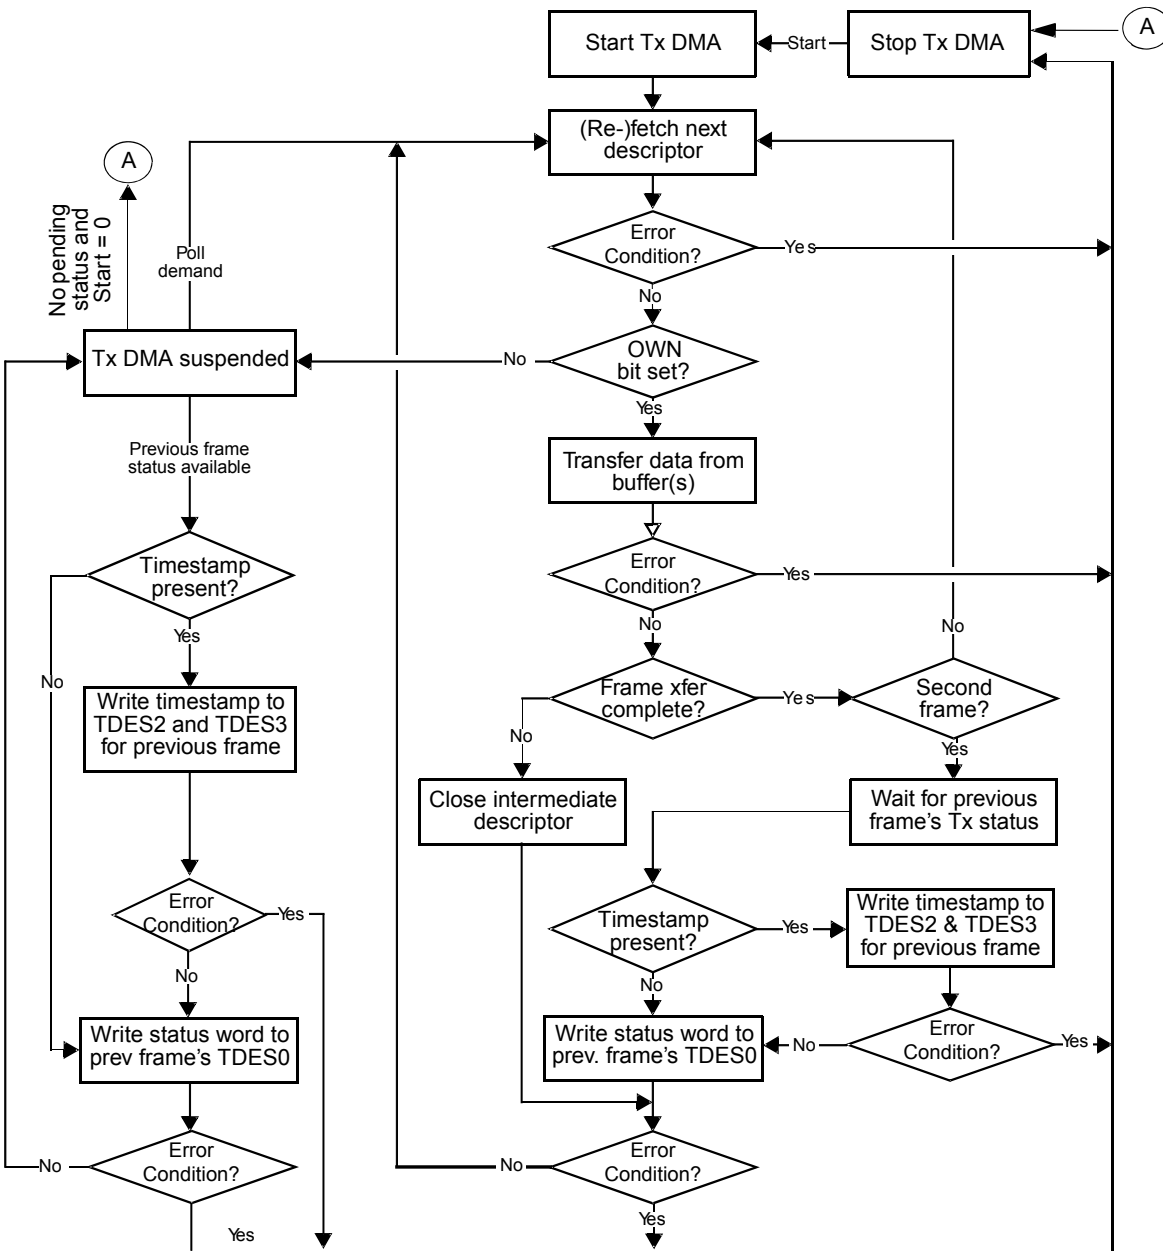 Start Tx DMA
Start
Stop Tx DMA
A
(Re-)fetch next
descriptor
A
No pending
status and
Start = 0
Poll
demand
Error
Condition?
Yes
No
Tx DMA suspended
No
OWN
bit set?
Yes
Previous frame
status available
Transfer data from
buffer(s)
Timestamp
present?
Error
Condition?
Yes
Yes
No
No
No
Write timestamp to
TDES2 and TDES3
for previous frame
Frame xfer
complete?
Yes
Second
frame?
No
Yes
Close intermediate
descriptor
Wait for previous
frame's Tx status
Error
Condition?
Yes
Timestamp
present?
Yes
Write timestamp to
TDES2 & TDES3
for previous frame
No
No
Write status word to
prev frame's TDES0
Write status word to
prev. frame's TDES0
No
Error
Condition?
Yes
No
Error
Condition?
No
Error
Condition?
Yes
Yes